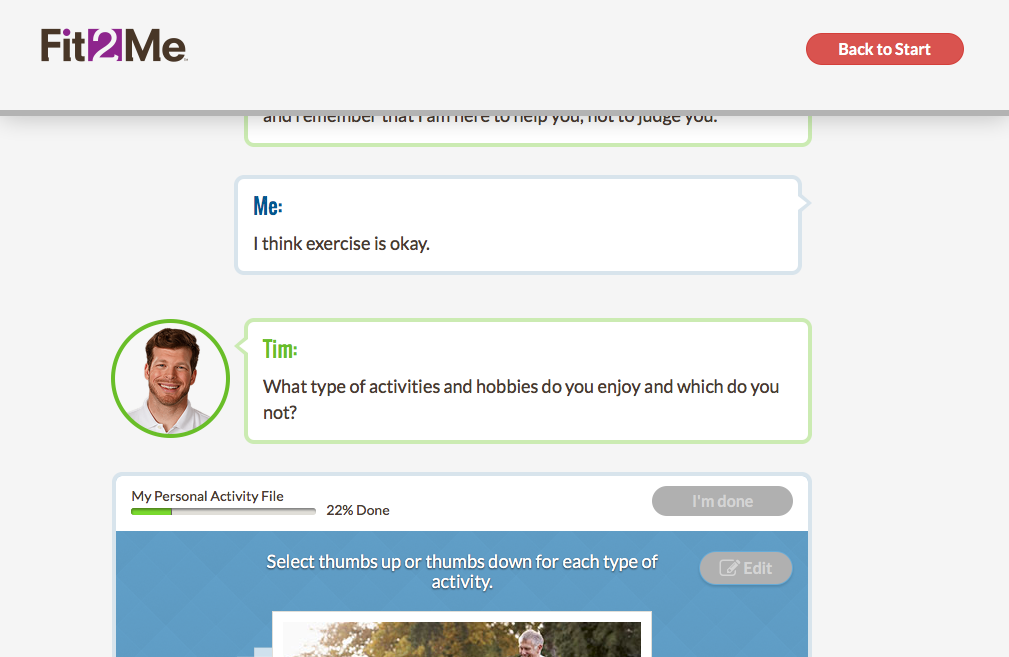 Fit2Me
Back to Start
and remember that I am here to help you, not to judge you.
Me:
I think exercise is okay.
Tim:
What type of activities and hobbies do you enjoy and which do you
not?
My Personal Activity File
22% Done
I'm done
Select thumbs up or thumbs down for each type of
activity.
Edit